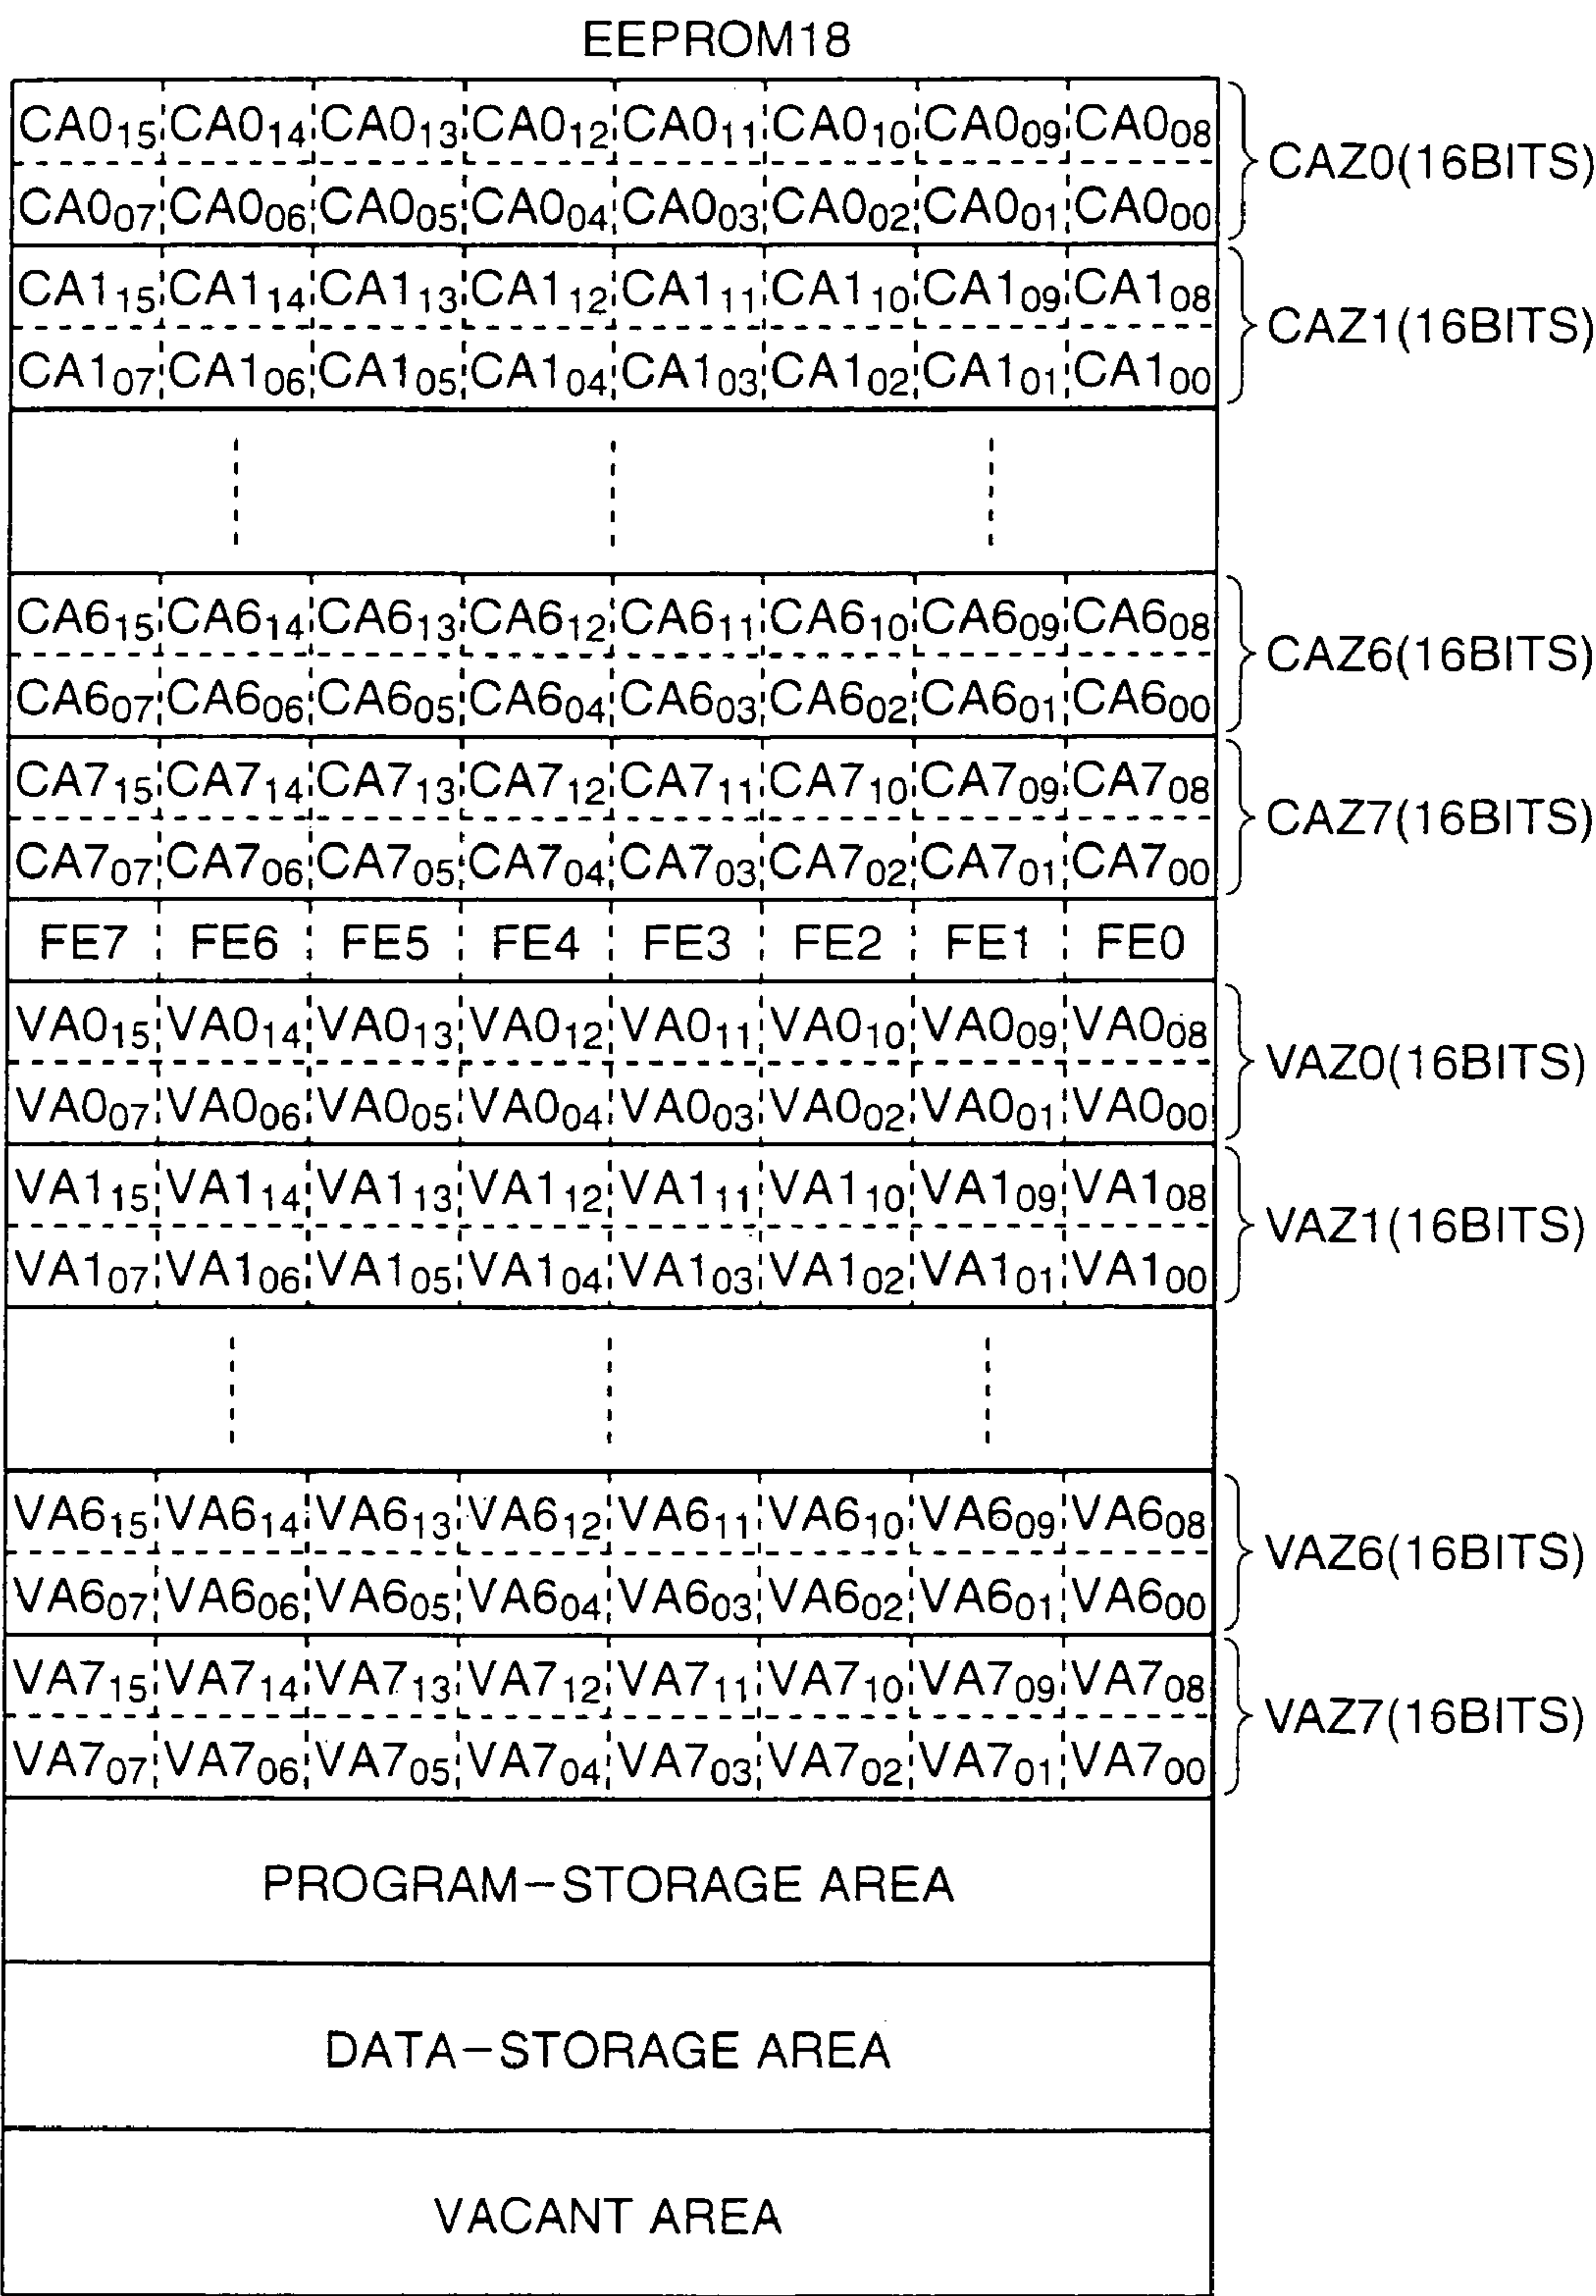 EEPROM18
CA0₁₅ CA0₁₄ CA0₁₃ CA0₁₂ CA0₁₁ CA0₁₀ CA0₀₉ CA0₀₈
CAZ0(16BITS)
CA0₀₇ CA0₀₆ CA0₀₅ CA0₀₄ CA0₀₃ CA0₀₂ CA0₀₁ CA0₀₀
CA1₁₅ CA1₁₄ CA1₁₃ CA1₁₂ CA1₁₁ CA1₁₀ CA1₀₉ CA1₀₈
CAZ1(16BITS)
CA1₀₇ CA1₀₆ CA1₀₅ CA1₀₄ CA1₀₃ CA1₀₂ CA1₀₁ CA1₀₀
CA6₁₅ CA6₁₄ CA6₁₃ CA6₁₂ CA6₁₁ CA6₁₀ CA6₀₉ CA6₀₈
CAZ6(16BITS)
CA6₀₇ CA6₀₆ CA6₀₅ CA6₀₄ CA6₀₃ CA6₀₂ CA6₀₁ CA6₀₀
CA7₁₅ CA7₁₄ CA7₁₃ CA7₁₂ CA7₁₁ CA7₁₀ CA7₀₉ CA7₀₈
CAZ7(16BITS)
CA7₀₇ CA7₀₆ CA7₀₅ CA7₀₄ CA7₀₃ CA7₀₂ CA7₀₁ CA7₀₀
FE7 FE6 FE5 FE4 FE3 FE2 FE1 FE0
VA0₁₅ VA0₁₄ VA0₁₃ VA0₁₂ VA0₁₁ VA0₁₀ VA0₀₉ VA0₀₈
VAZ0(16BITS)
VA0₀₇ VA0₀₆ VA0₀₅ VA0₀₄ VA0₀₃ VA0₀₂ VA0₀₁ VA0₀₀
VA1₁₅ VA1₁₄ VA1₁₃ VA1₁₂ VA1₁₁ VA1₁₀ VA1₀₉ VA1₀₈
VAZ1(16BITS)
VA1₀₇ VA1₀₆ VA1₀₅ VA1₀₄ VA1₀₃ VA1₀₂ VA1₀₁ VA1₀₀
VA6₁₅ VA6₁₄ VA6₁₃ VA6₁₂ VA6₁₁ VA6₁₀ VA6₀₉ VA6₀₈
VAZ6(16BITS)
VA6₀₇ VA6₀₆ VA6₀₅ VA6₀₄ VA6₀₃ VA6₀₂ VA6₀₁ VA6₀₀
VA7₁₅ VA7₁₄ VA7₁₃ VA7₁₂ VA7₁₁ VA7₁₀ VA7₀₉ VA7₀₈
VAZ7(16BITS)
VA7₀₇ VA7₀₆ VA7₀₅ VA7₀₄ VA7₀₃ VA7₀₂ VA7₀₁ VA7₀₀
PROGRAM−STORAGE AREA
DATA−STORAGE AREA
VACANT AREA